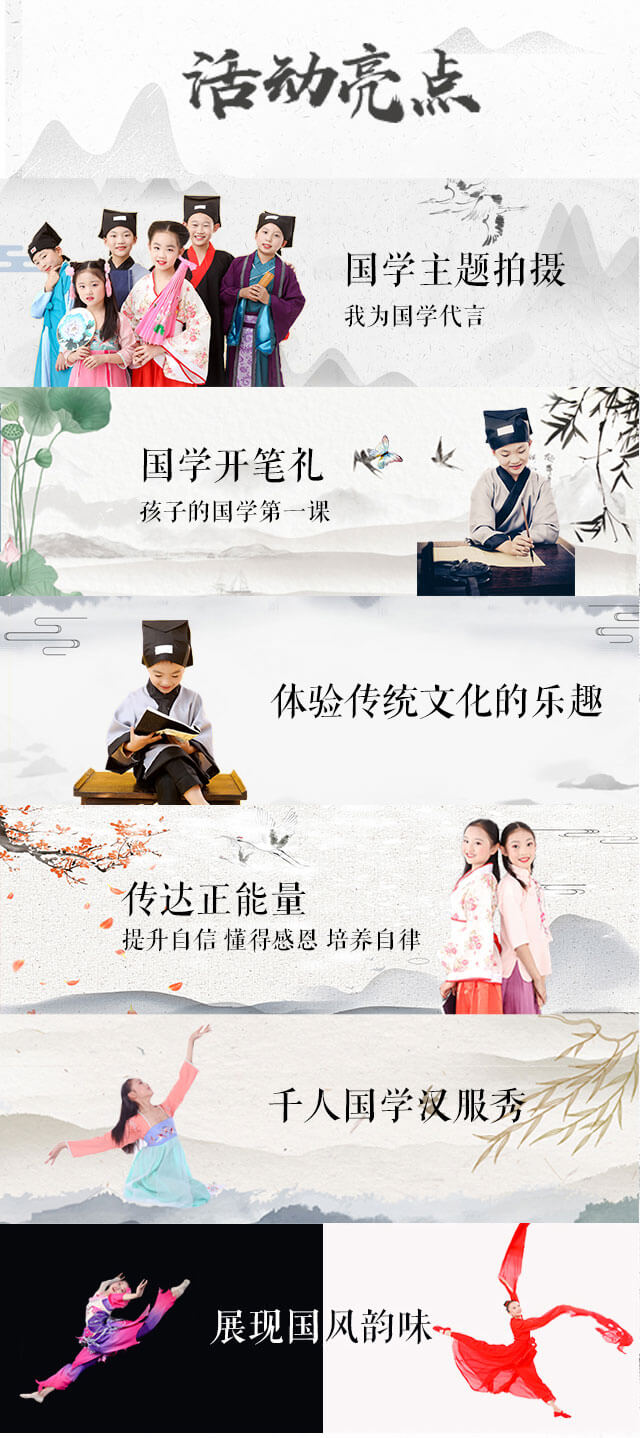 活动亮点
国学主题拍摄
我为国学代言
国学开笔礼
孩子的国学第一课
体验传统文化的乐趣
传达正能量
提升自信 懂得感恩 培养自律
千人国学汉服秀
展现国风韵味